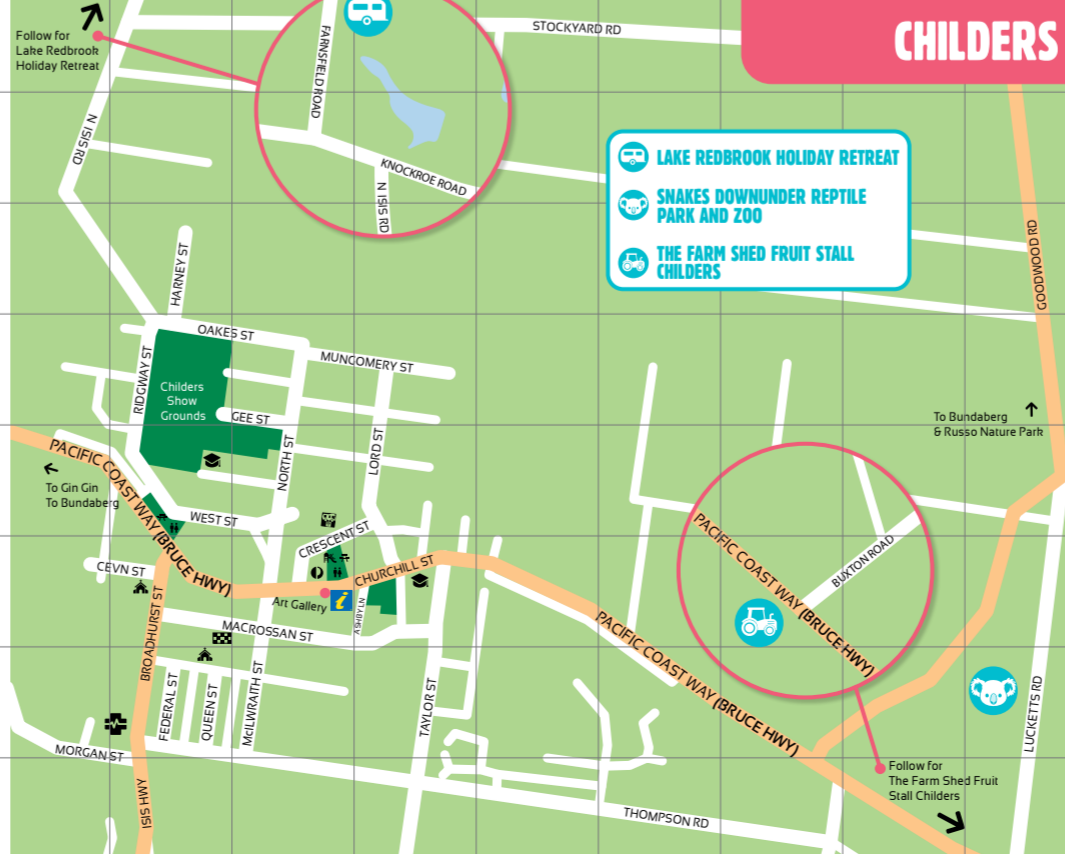 CHILDERS
Follow for
Lake Redbrook
Holiday Retreat
STOCKYARD RD
FARNSFIELD ROAD
KNOCKROE ROAD
N ISIS RD
N ISIS RD
LAKE REDBROOK HOLIDAY RETREAT
SNAKES DOWNUNDER REPTILE
PARK AND ZOO
THE FARM SHED FRUIT STALL
CHILDERS
GOODWOOD RD
HARNEY ST
OAKES ST
MUNGOMERY ST
RIDGWAY ST
Childers
Show
Grounds
GEE ST
NORTH ST
LORD ST
To Bundaberg
& Russo Nature Park
PACIFIC COAST WAY (BRUCE HWY)
To Gin Gin
To Bundaberg
WEST ST
CRESCENT ST
CEVN ST
CHURCHILL ST
Art Gallery
i
ASHBY LN
MACROSSAN ST
BROADHURST ST
FEDERAL ST
QUEEN ST
McILWRAITH ST
TAYLOR ST
PACIFIC COAST WAY (BRUCE HWY)
BUXTON ROAD
PACIFIC COAST WAY (BRUCE HWY)
LUCKETTS RD
MORGAN ST
ISIS HWY
THOMPSON RD
Follow for
The Farm Shed Fruit
Stall Childers